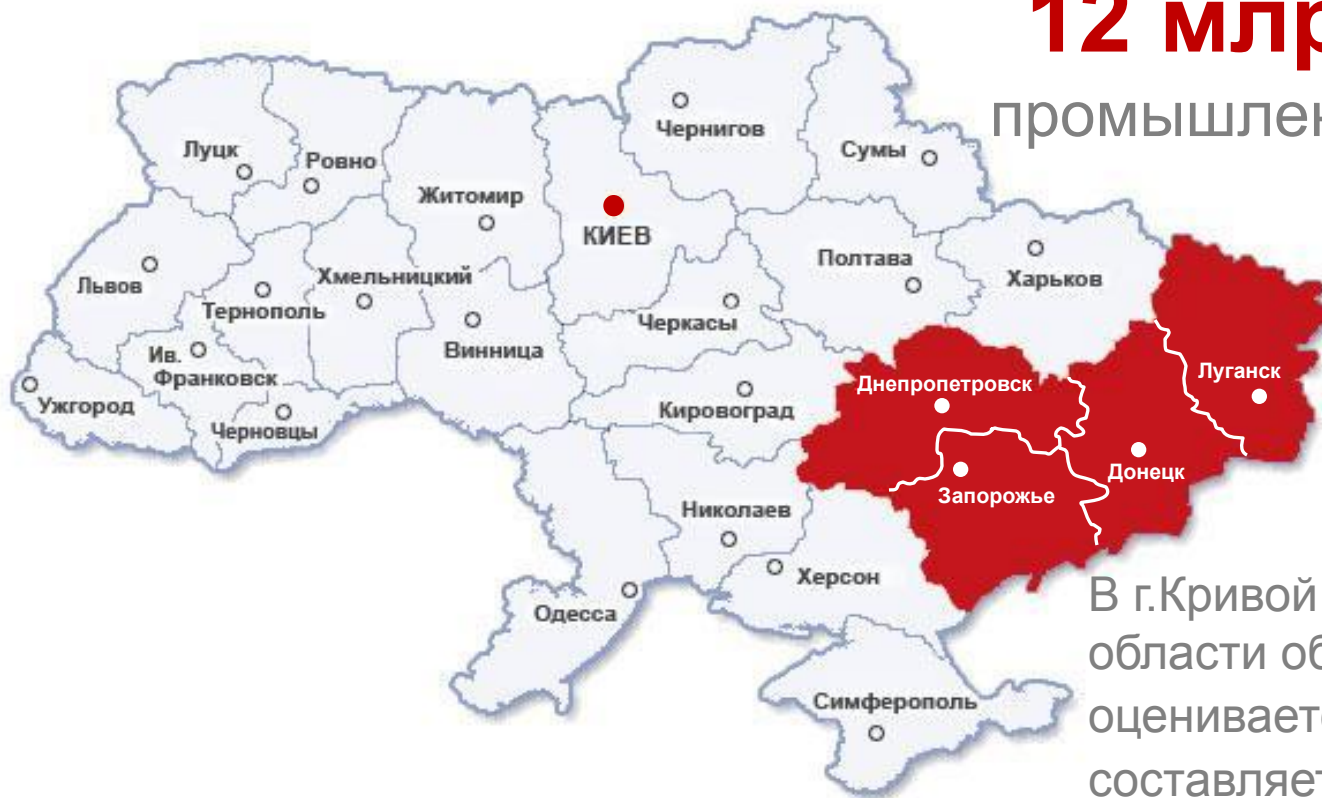 12 млр
промышлен
Чернигов
Луцк
Ровно
Сумы
Житомир
КИЕВ
Полтава
Харьков
Львов
Хмельницкий
Тернополь
Черкасы
Ив.
Франковск
Винница
Луганск
Днепропетровск
Ужгород
Кировоград
Черновцы
Донецк
Запорожье
Николаев
Херсон
Одесса
Симферополь
В г.Кривой
области об
оценивает
составляет